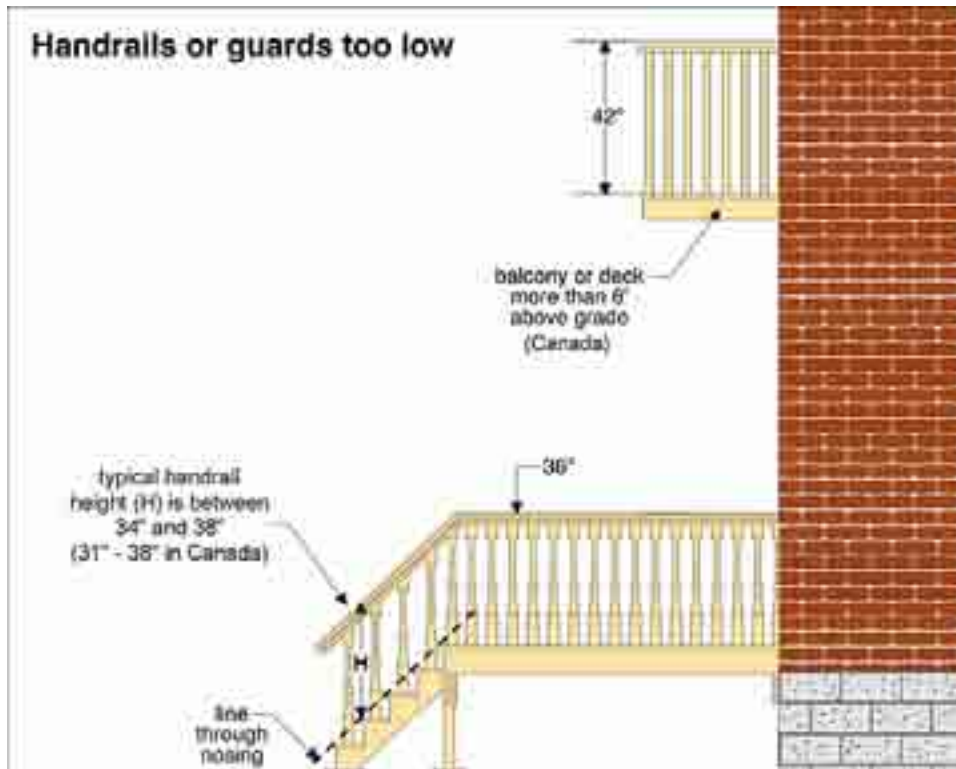 Handrails or guards too low
42"
balcony or deck
more than 6'
above grade
(Canada)
36"
typical handrail
height (H) is between
34" and 38"
(31" - 38" in Canada)
H
line
through
nosing